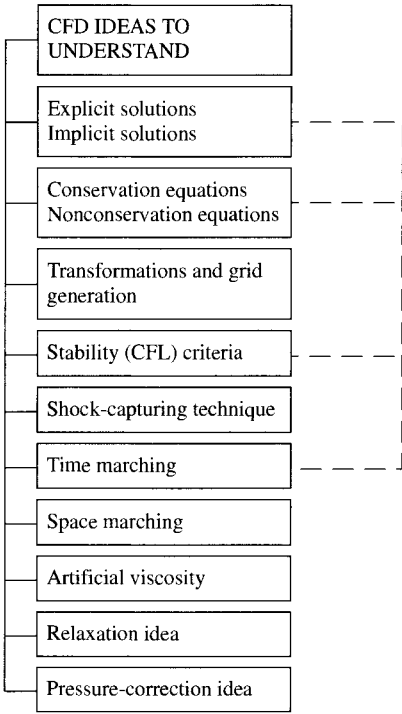 CFD IDEAS TO
UNDERSTAND
Explicit solutions
Implicit solutions
Conservation equations
Nonconservation equations
Transformations and grid
generation
Stability (CFL) criteria
Shock-capturing technique
Time marching
Space marching
Artificial viscosity
Relaxation idea
Pressure-correction idea